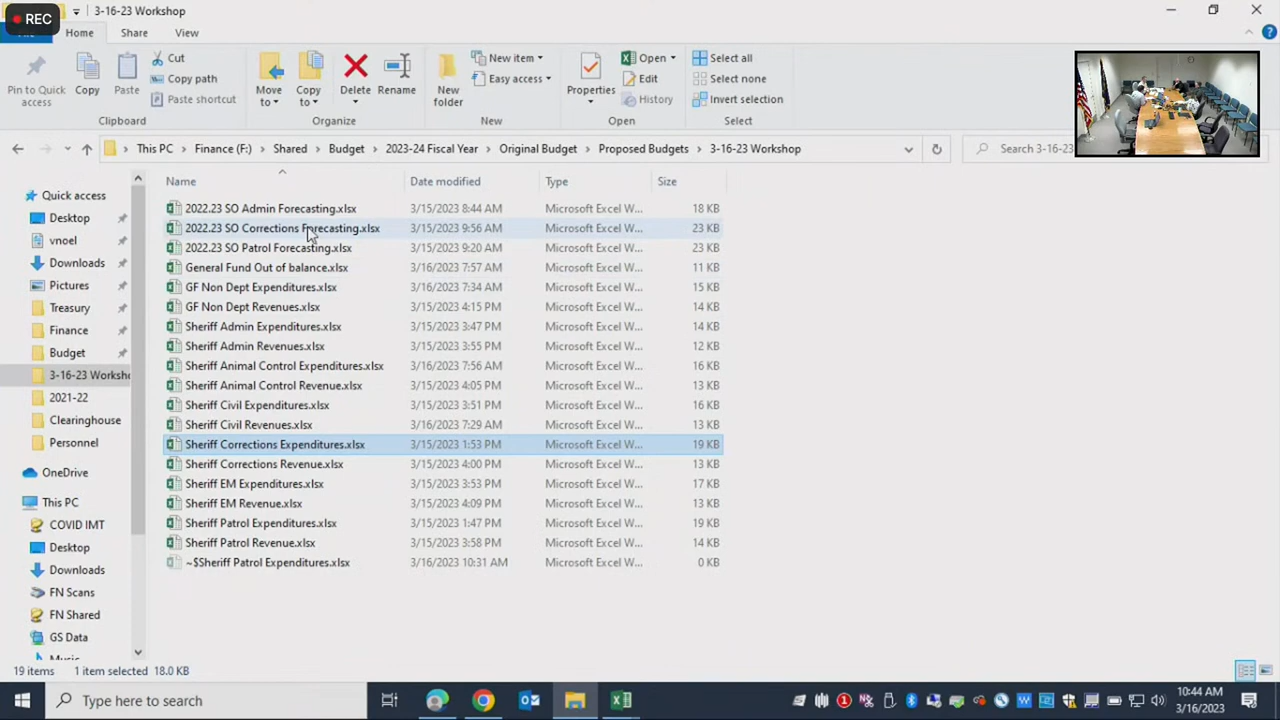 REC
3-16-23 Workshop
Home Share View
Pin to Quick access
Copy
Paste
Cut
Copy path
Paste shortcut
Clipboard
Move to
Copy to
Delete
Rename
Organize
New folder
New item
Easy access
New
Properties
Open
Edit
History
Open
Select all
Select none
Invert selection
Select
This PC > Finance (F:) > Shared > Budget > 2023-24 Fiscal Year > Original Budget > Proposed Budgets > 3-16-23 Workshop
Search 3-16-23
Name Date modified Type Size
2022.23 SO Admin Forecasting.xlsx 3/15/2023 8:44 AM Microsoft Excel W... 18 KB
2022.23 SO Corrections Forecasting.xlsx 3/15/2023 9:56 AM Microsoft Excel W... 23 KB
2022.23 SO Patrol Forecasting.xlsx 3/15/2023 9:20 AM Microsoft Excel W... 23 KB
General Fund Out of balance.xlsx 3/16/2023 7:57 AM Microsoft Excel W... 11 KB
GF Non Dept Expenditures.xlsx 3/16/2023 7:34 AM Microsoft Excel W... 15 KB
GF Non Dept Revenues.xlsx 3/15/2023 4:15 PM Microsoft Excel W... 14 KB
Sheriff Admin Expenditures.xlsx 3/15/2023 3:47 PM Microsoft Excel W... 14 KB
Sheriff Admin Revenues.xlsx 3/15/2023 3:55 PM Microsoft Excel W... 12 KB
Sheriff Animal Control Expenditures.xlsx 3/16/2023 7:56 AM Microsoft Excel W... 16 KB
Sheriff Animal Control Revenue.xlsx 3/15/2023 4:05 PM Microsoft Excel W... 13 KB
Sheriff Civil Expenditures.xlsx 3/15/2023 3:51 PM Microsoft Excel W... 16 KB
Sheriff Civil Revenues.xlsx 3/16/2023 7:29 AM Microsoft Excel W... 13 KB
Sheriff Corrections Expenditures.xlsx 3/15/2023 1:53 PM Microsoft Excel W... 19 KB
Sheriff Corrections Revenue.xlsx 3/15/2023 4:00 PM Microsoft Excel W... 13 KB
Sheriff EM Expenditures.xlsx 3/15/2023 3:53 PM Microsoft Excel W... 17 KB
Sheriff EM Revenue.xlsx 3/15/2023 4:09 PM Microsoft Excel W... 13 KB
Sheriff Patrol Expenditures.xlsx 3/15/2023 1:47 PM Microsoft Excel W... 19 KB
Sheriff Patrol Revenue.xlsx 3/15/2023 3:58 PM Microsoft Excel W... 14 KB
~$Sheriff Patrol Expenditures.xlsx 3/16/2023 10:31 AM Microsoft Excel W... 0 KB
Quick access
Desktop
vnoel
Downloads
Pictures
Treasury
Finance
Budget
3-16-23 Worksho
2021-22
Clearinghouse
Personnel
OneDrive
This PC
COVID IMT
Desktop
Downloads
FN Scans
FN Shared
GS Data
19 items 1 item selected 18.0 KB
Type here to search
10:44 AM
3/16/2023